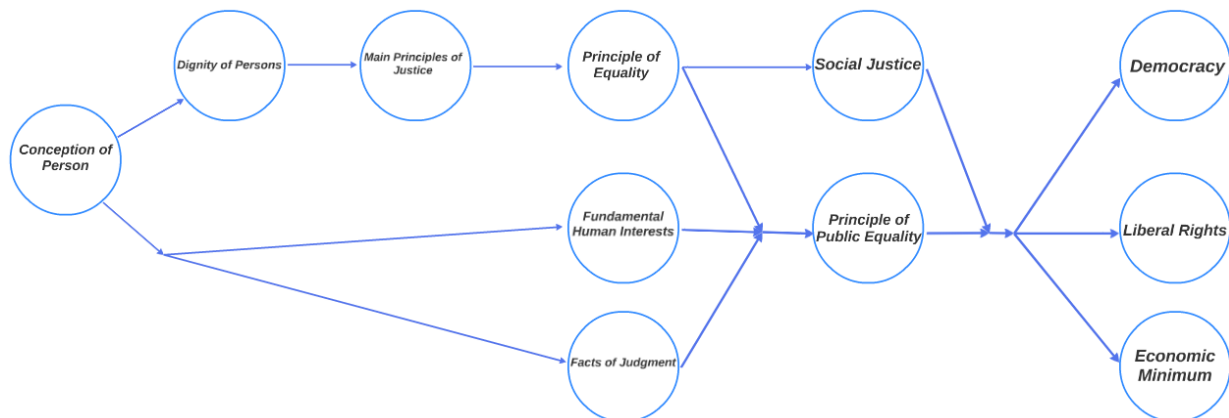 Dignity of Persons
Main Principles of
Justice
Principle of
Equality
Social Justice
Democracy
Conception of
Person
Fundamental
Human Interests
Principle of
Public Equality
Liberal Rights
Facts of Judgment
Economic
Minimum